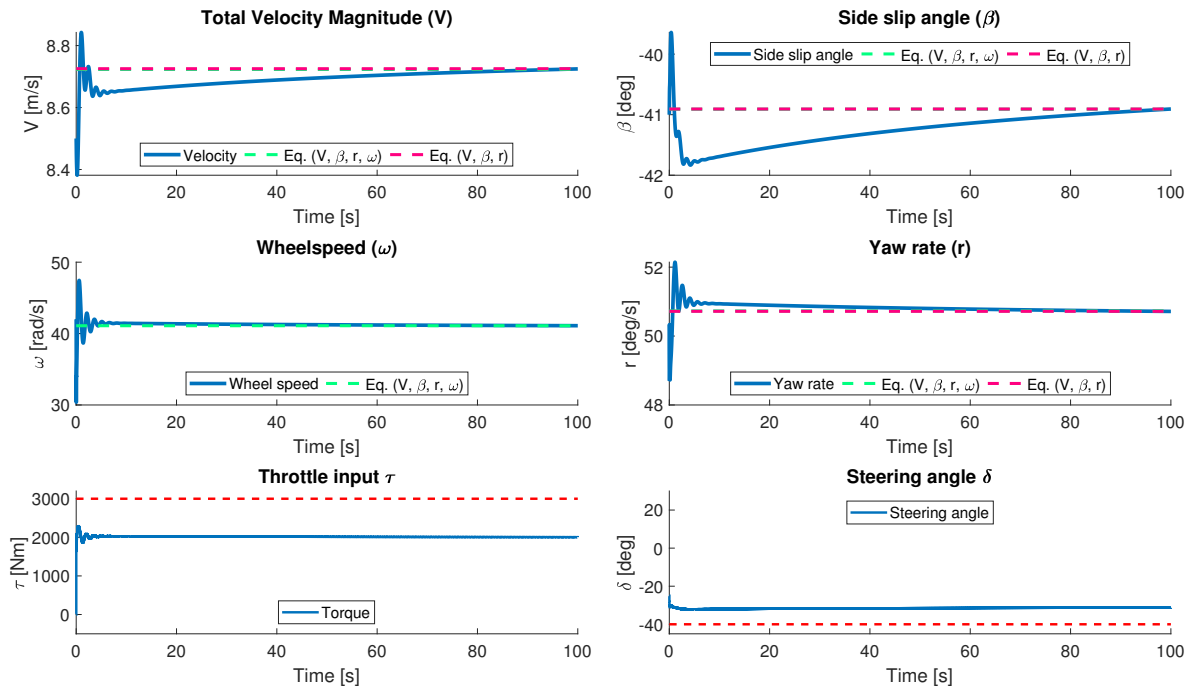 Total Velocity Magnitude (V)
8.8
8.6
8.4
V [m/s]
Velocity Eq. (V, β, r, ω) Eq. (V, β, r)
0 20 40 60 80 100
Time [s]
Side slip angle (β)
-40
-41
-42
β [deg]
Side slip angle Eq. (V, β, r, ω) Eq. (V, β, r)
0 20 40 60 80 100
Time [s]
Wheelspeed (ω)
50
40
30
ω [rad/s]
Wheel speed Eq. (V, β, r, ω)
0 20 40 60 80 100
Time [s]
Yaw rate (r)
52
50
48
r [deg/s]
Yaw rate Eq. (V, β, r, ω) Eq. (V, β, r)
0 20 40 60 80 100
Time [s]
Throttle input τ
3000
2000
1000
0
τ [Nm]
Torque
0 20 40 60 80 100
Time [s]
Steering angle δ
20
0
-20
-40
δ [deg]
Steering angle
0 20 40 60 80 100
Time [s]